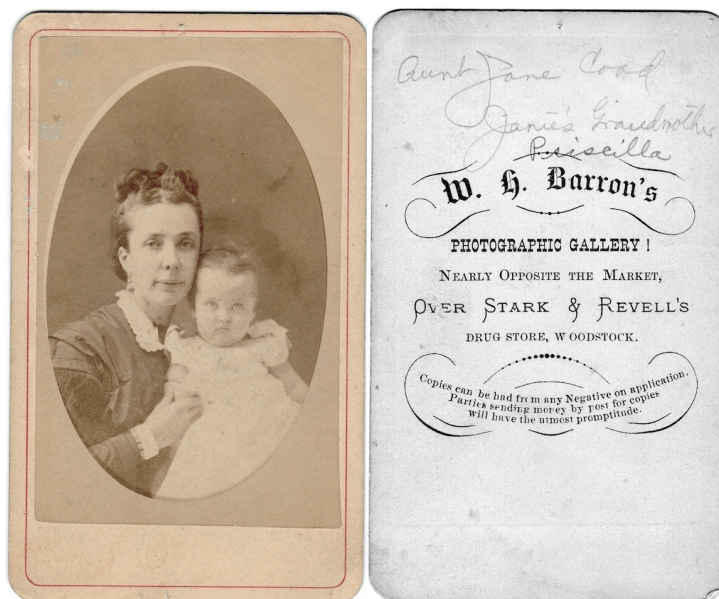 Aunt Jane Coad
Janie's Grandmother
Priscilla
W. H. Barron's
PHOTOGRAPHIC GALLERY !
NEARLY OPPOSITE THE MARKET,
OVER STARK & REVELL'S
DRUG STORE, WOODSTOCK.
Copies can be had from any Negative on application.
Parties sending money by post for copies
will have the utmost promptitude.